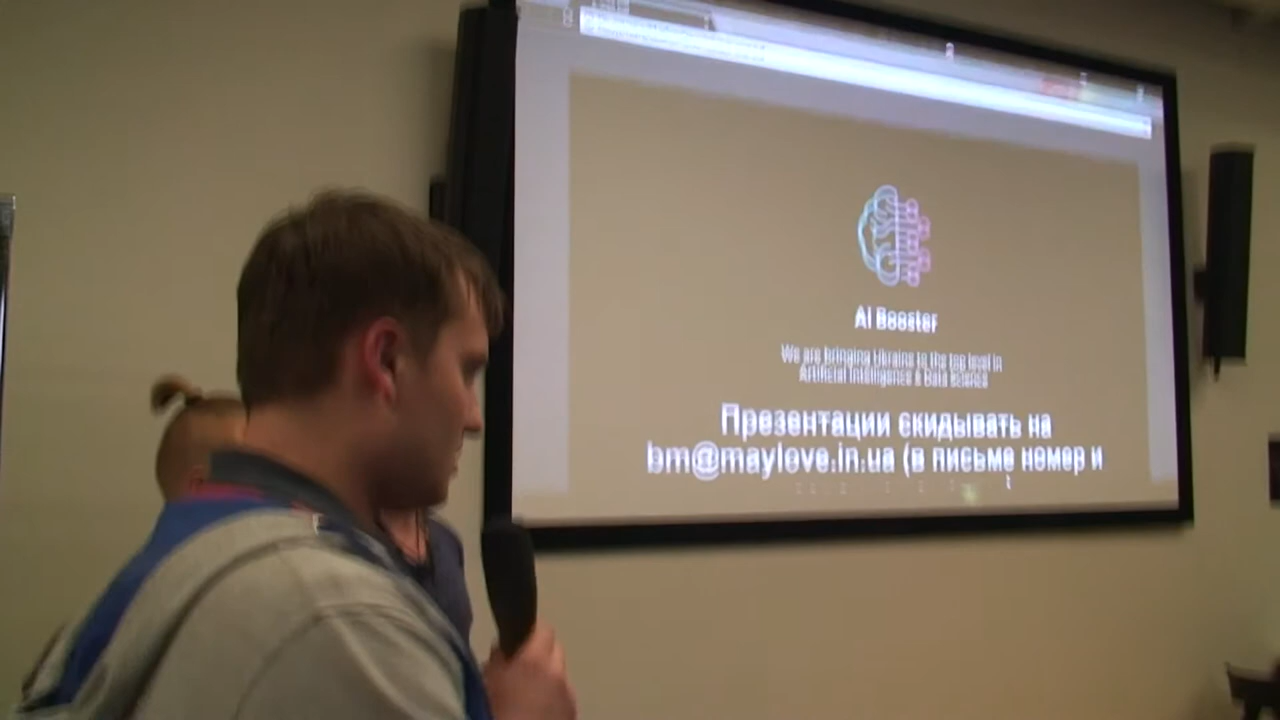 AI Booster
We are bringing Ukraine to the top level in
Artificial Intelligence & Data Science
Презентации скидывать на
bm@maylove.in.ua (в письме номер и